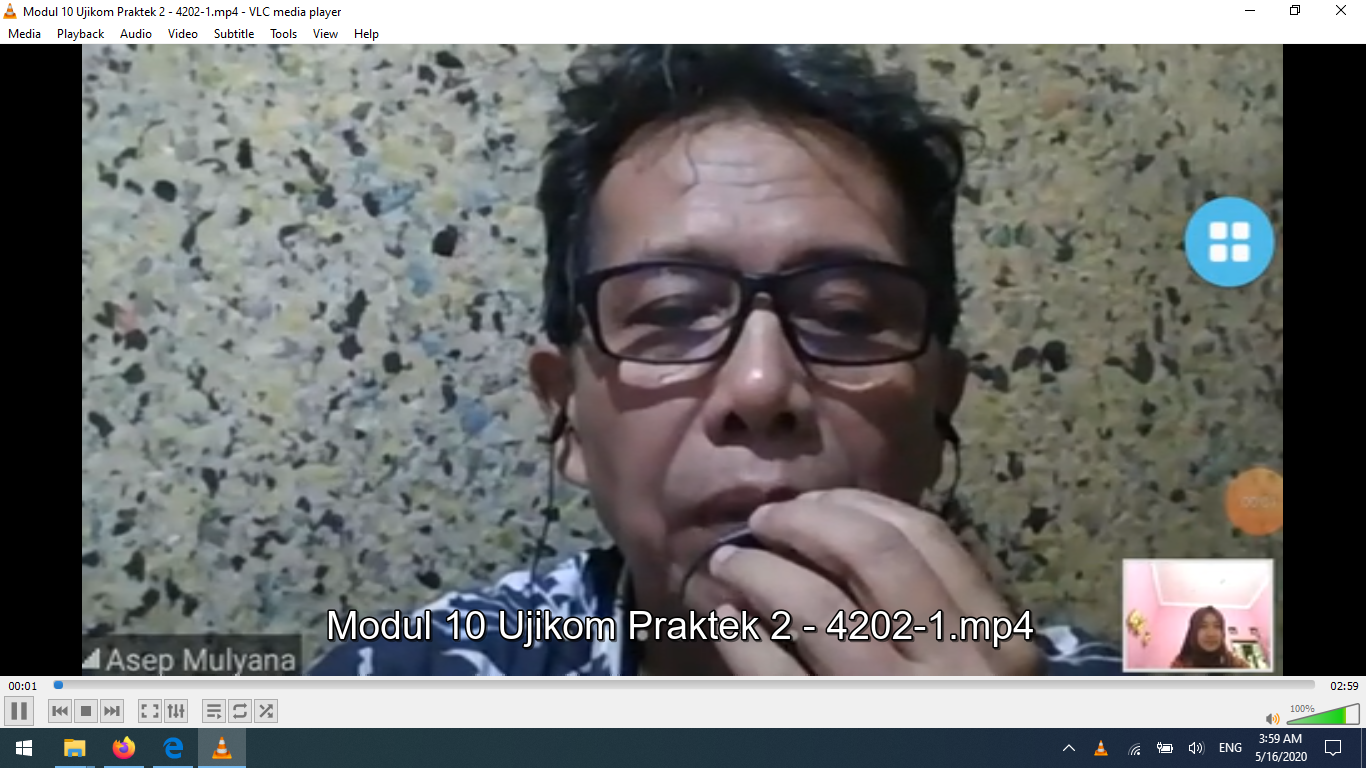 Modul 10 Ujikom Praktek 2 - 4202-1.mp4 - VLC media player
Media Playback Audio Video Subtitle Tools View Help
Modul 10 Ujikom Praktek 2 - 4202-1.mp4
Asep Mulyana
00:01
02:59
100%
ENG
3:59 AM
5/16/2020